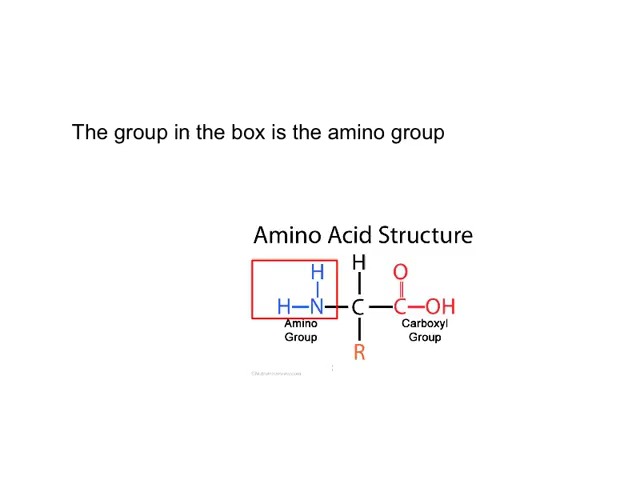 The group in the box is the amino group
Amino Acid Structure
H
H
O
H–N–C–C–OH
Amino Group
Carboxyl Group
R